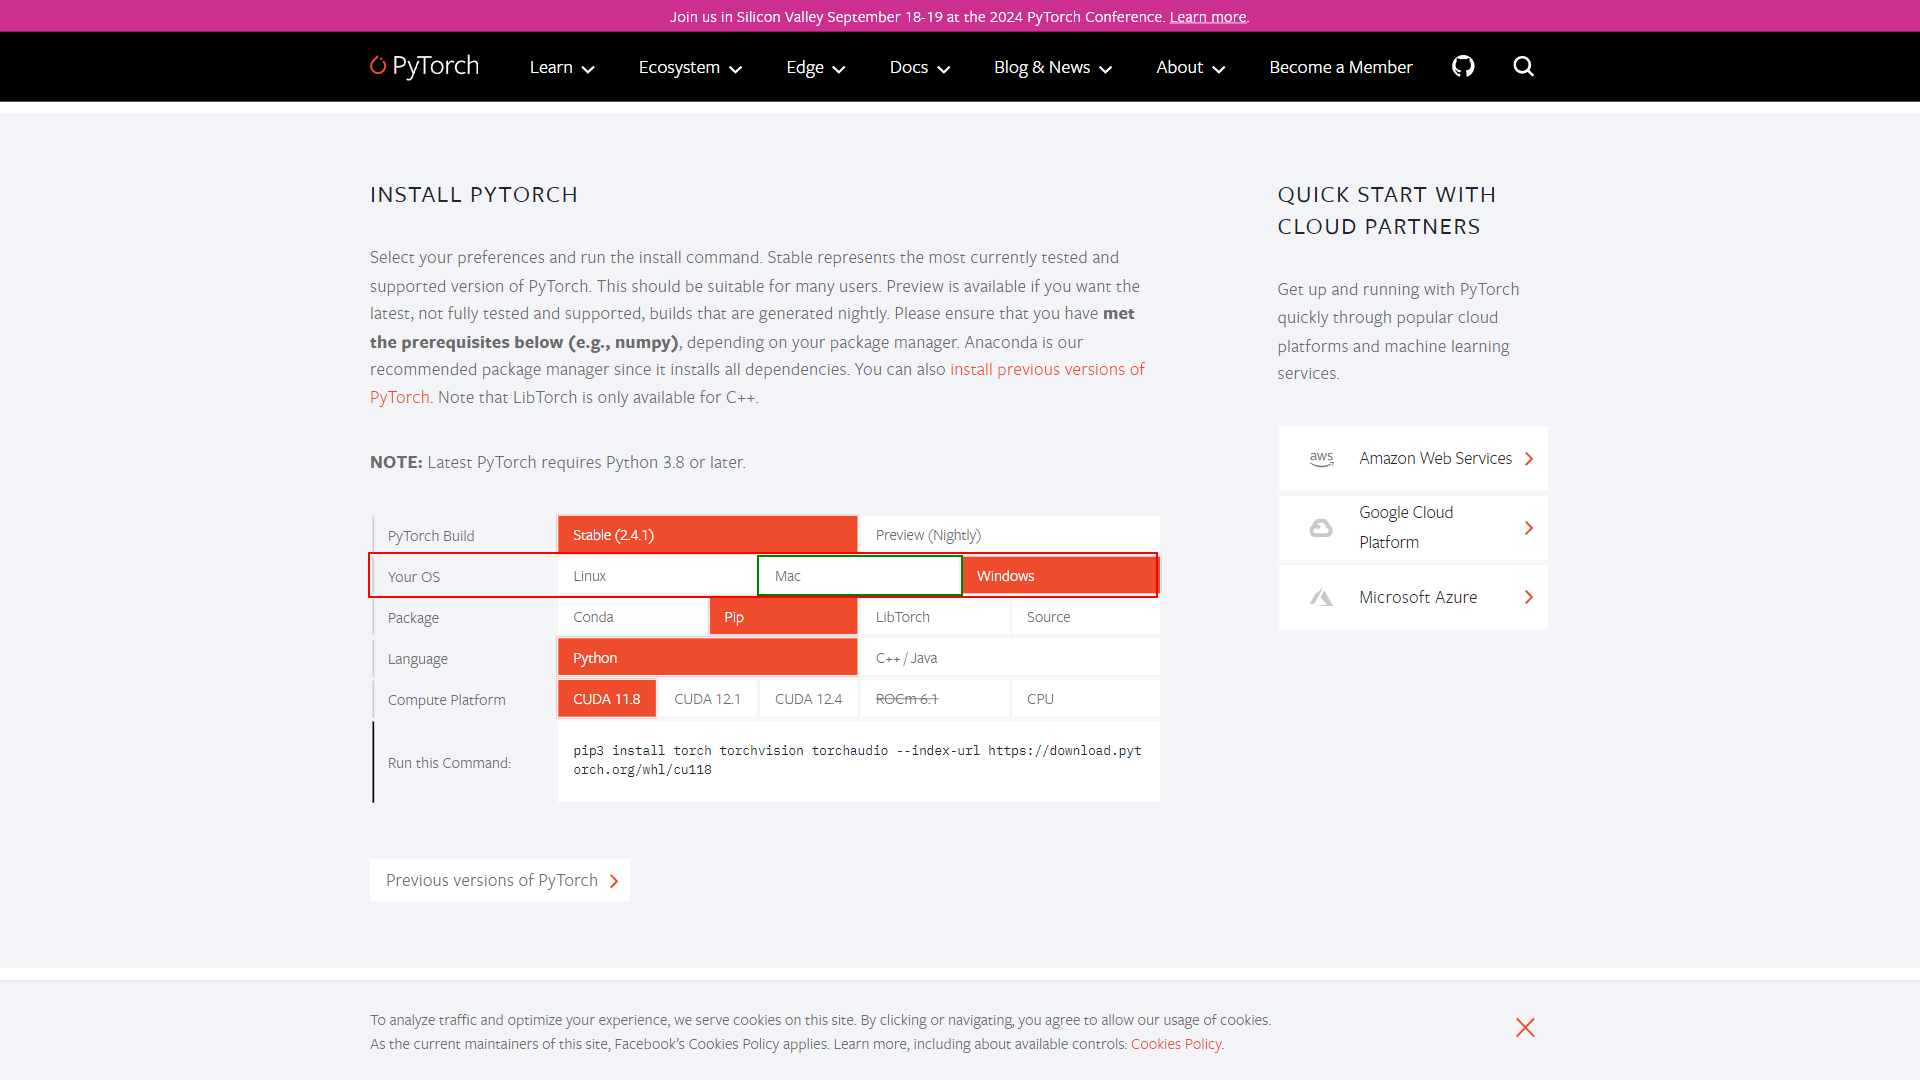 Join us in Silicon Valley September 18-19 at the 2024 PyTorch Conference. Learn more.
PyTorch
Learn
Ecosystem
Edge
Docs
Blog & News
About
Become a Member
INSTALL PYTORCH
Select your preferences and run the install command. Stable represents the most currently tested and
supported version of PyTorch. This should be suitable for many users. Preview is available if you want the
latest, not fully tested and supported, builds that are generated nightly. Please ensure that you have met
the prerequisites below (e.g., numpy), depending on your package manager. Anaconda is our
recommended package manager since it installs all dependencies. You can also install previous versions of
PyTorch. Note that LibTorch is only available for C++.
NOTE: Latest PyTorch requires Python 3.8 or later.
PyTorch Build
Stable (2.4.1)
Preview (Nightly)
Your OS
Linux
Mac
Windows
Package
Conda
Pip
LibTorch
Source
Language
Python
C++ / Java
Compute Platform
CUDA 11.8
CUDA 12.1
CUDA 12.4
ROCm 6.1
CPU
Run this Command:
pip3 install torch torchvision torchaudio --index-url https://download.pyt
orch.org/whl/cu118
Previous versions of PyTorch
QUICK START WITH
CLOUD PARTNERS
Get up and running with PyTorch
quickly through popular cloud
platforms and machine learning
services.
aws
Amazon Web Services
Google Cloud
Platform
Microsoft Azure
To analyze traffic and optimize your experience, we serve cookies on this site. By clicking or navigating, you agree to allow our usage of cookies.
As the current maintainers of this site, Facebook’s Cookies Policy applies. Learn more, including about available controls: Cookies Policy.